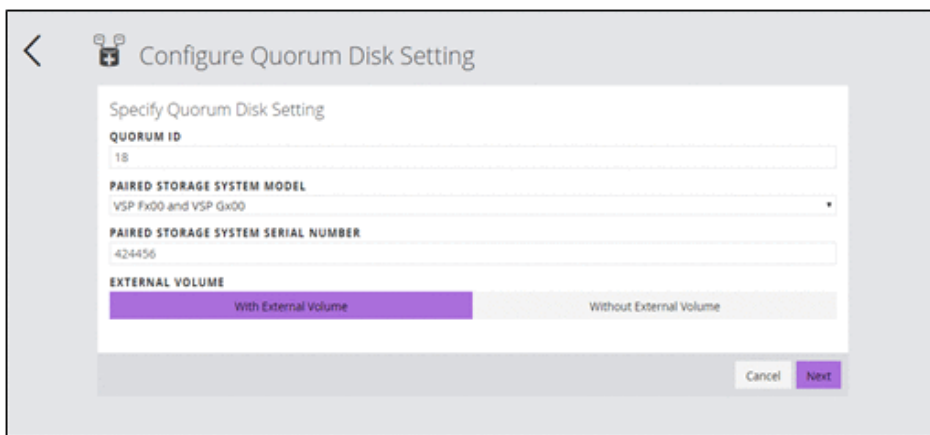 Configure Quorum Disk Setting
Specify Quorum Disk Setting
QUORUM ID
18
PAIRED STORAGE SYSTEM MODEL
VSP Fx00 and VSP Gx00
PAIRED STORAGE SYSTEM SERIAL NUMBER
424456
EXTERNAL VOLUME
With External Volume Without External Volume
Cancel Next